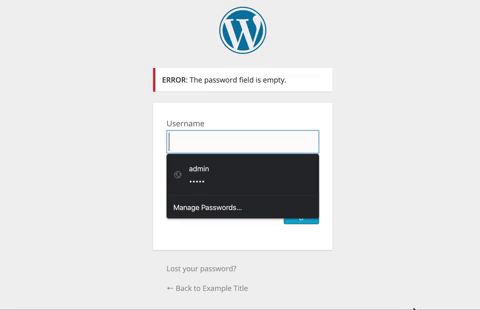 ERROR: The password field is empty.
Username
admin
•••••
Manage Passwords...
Lost your password?
← Back to Example Title